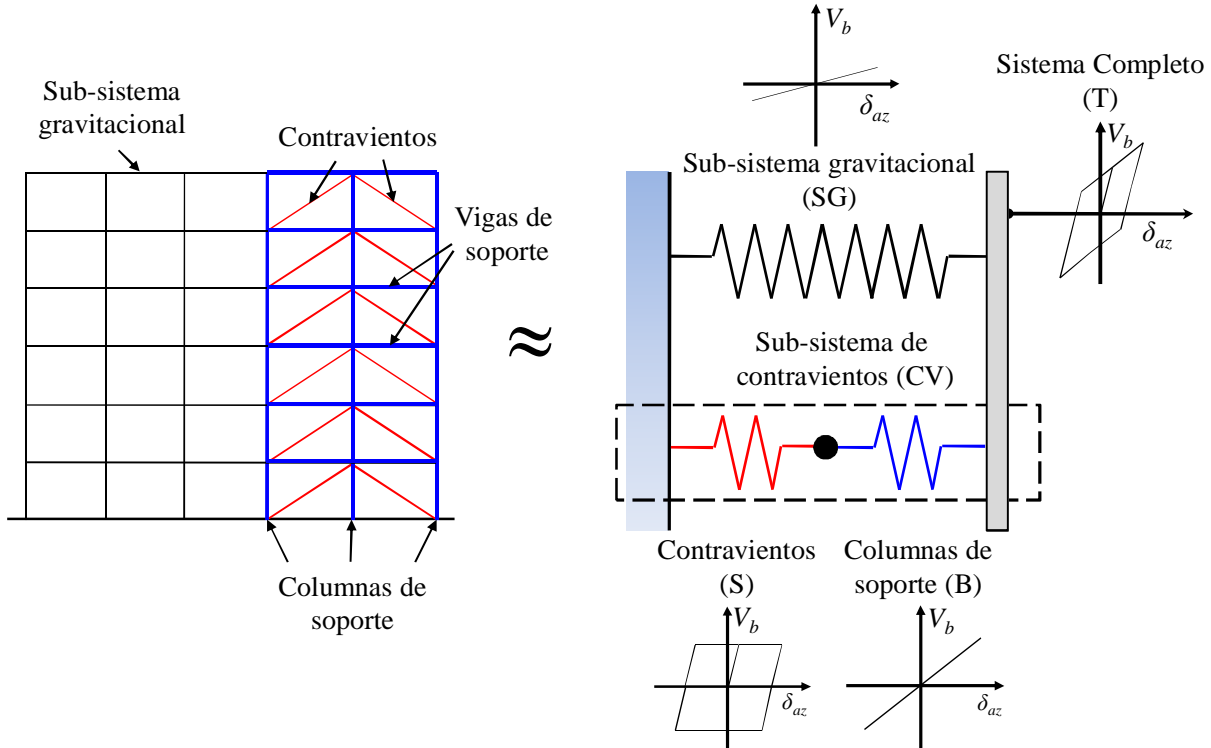 Sub-sistema
gravitacional
Contravientos
Vigas de
soporte
Columnas de
soporte
≈
V_b
δ_az
Sub-sistema gravitacional
(SG)
Sistema Completo
(T)
V_b
δ_az
Sub-sistema de
contravientos (CV)
Contravientos
(S)
V_b
δ_az
Columnas de
soporte (B)
V_b
δ_az